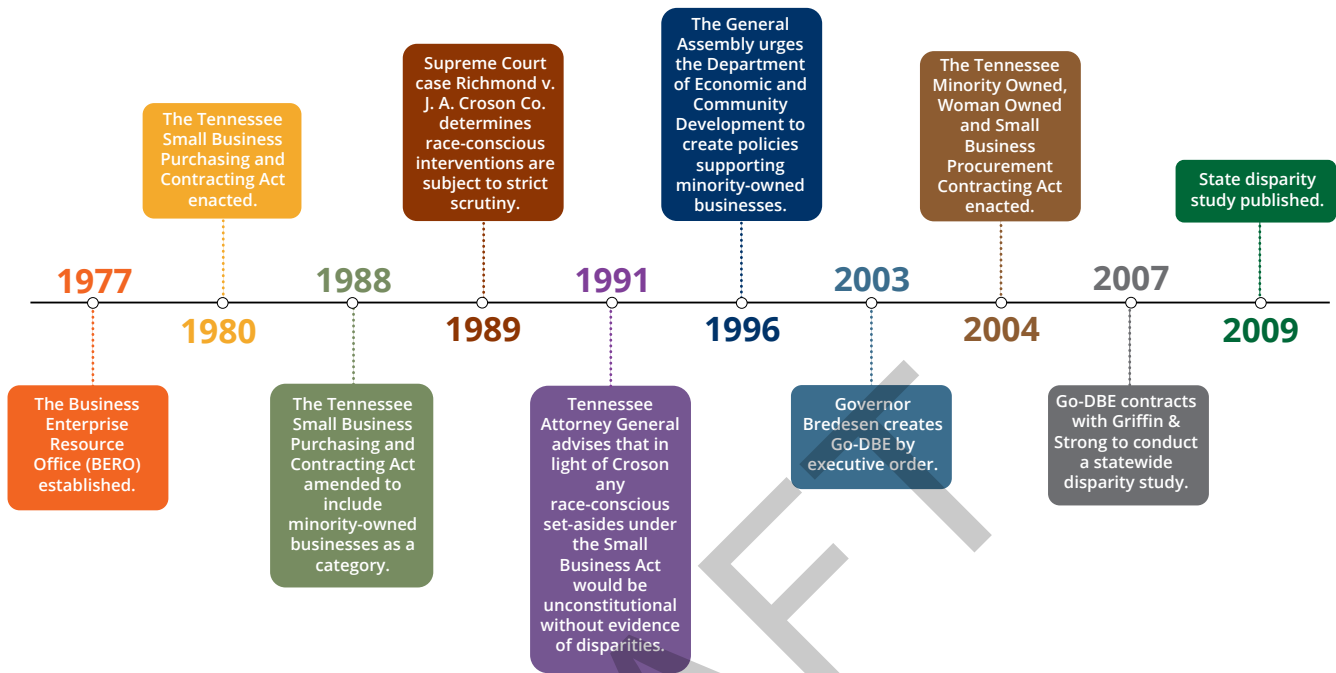 1977
The Business
Enterprise
Resource
Office (BERO)
established.
The Tennessee
Small Business
Purchasing and
Contracting Act
enacted.
1980
1988
The Tennessee
Small Business
Purchasing and
Contracting Act
amended to
include
minority-owned
businesses as a
category.
Supreme Court
case Richmond v.
J. A. Croson Co.
determines
race-conscious
interventions are
subject to strict
scrutiny.
1989
1991
Tennessee
Attorney General
advises that in
light of Croson
any
race-conscious
set-asides under
the Small
Business Act
would be
unconstitutional
without evidence
of disparities.
The General
Assembly urges
the Department
of Economic and
Community
Development to
create policies
supporting
minority-owned
businesses.
1996
2003
Governor
Bredesen creates
Go-DBE by
executive order.
The Tennessee
Minority Owned,
Woman Owned
and Small
Business
Procurement
Contracting Act
enacted.
2004
2007
Go-DBE contracts
with Griffin &
Strong to conduct
a statewide
disparity study.
State disparity
study published.
2009